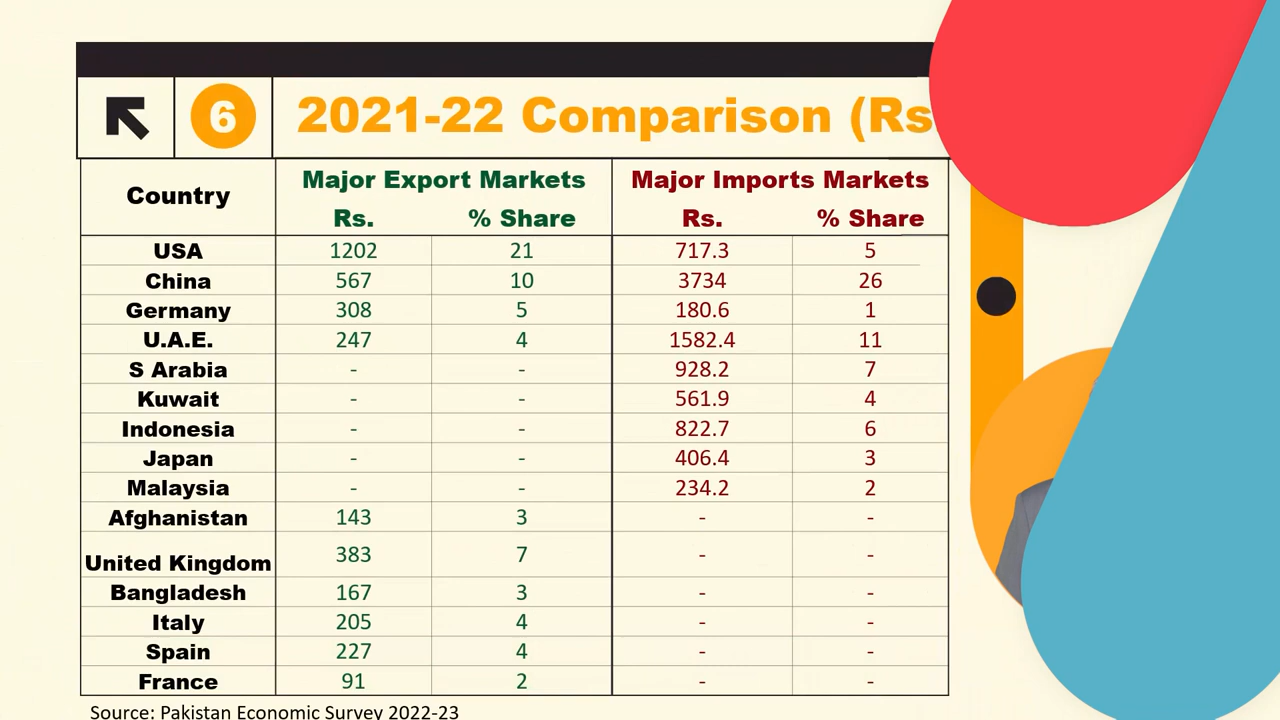 6 2021-22 Comparison (Rs
Country Major Export Markets Major Imports Markets
Rs. % Share Rs. % Share
USA 1202 21 717.3 5
China 567 10 3734 26
Germany 308 5 180.6 1
U.A.E. 247 4 1582.4 11
S Arabia - - 928.2 7
Kuwait - - 561.9 4
Indonesia - - 822.7 6
Japan - - 406.4 3
Malaysia - - 234.2 2
Afghanistan 143 3 - -
United Kingdom 383 7 - -
Bangladesh 167 3 - -
Italy 205 4 - -
Spain 227 4 - -
France 91 2 - -
Source: Pakistan Economic Survey 2022-23